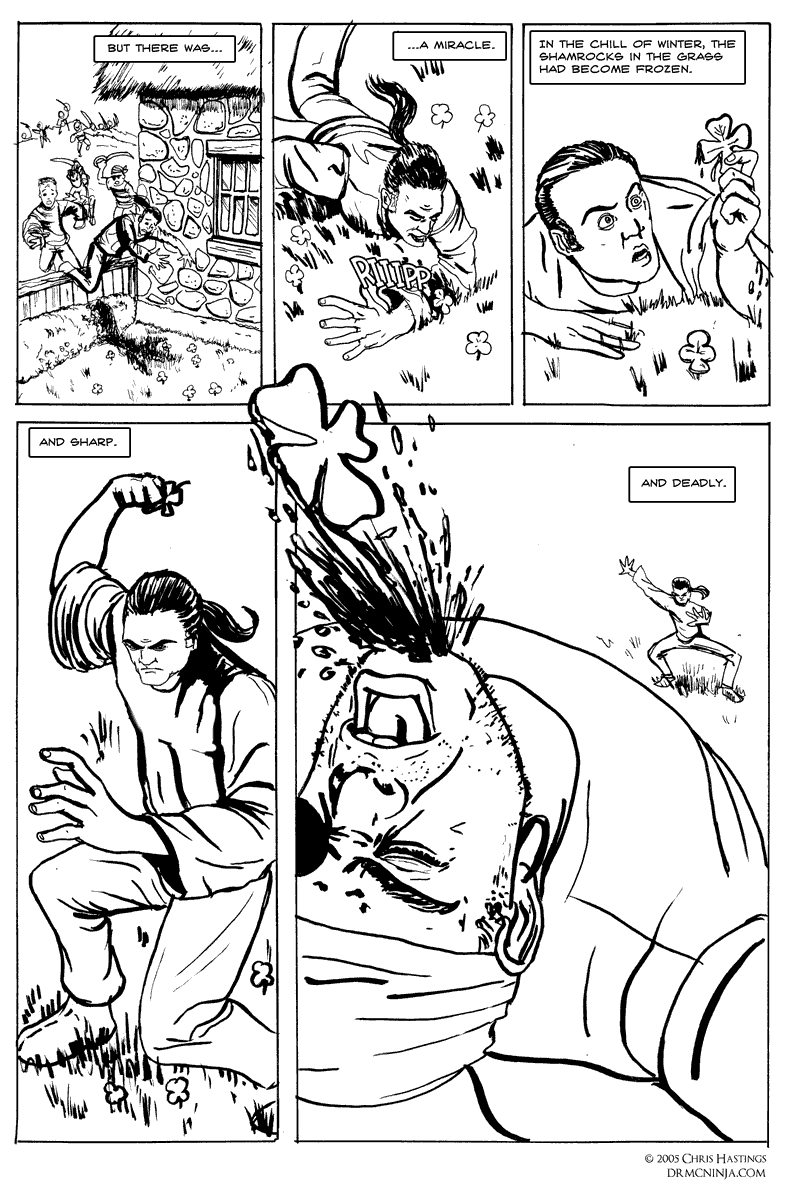 BUT THERE WAS...
...A MIRACLE.
IN THE CHILL OF WINTER, THE
SHAMROCKS IN THE GRASS
HAD BECOME FROZEN.
RIIIIPP
AND SHARP.
AND DEADLY.
© 2005 CHRIS HASTINGS
DRMCNINJA.COM